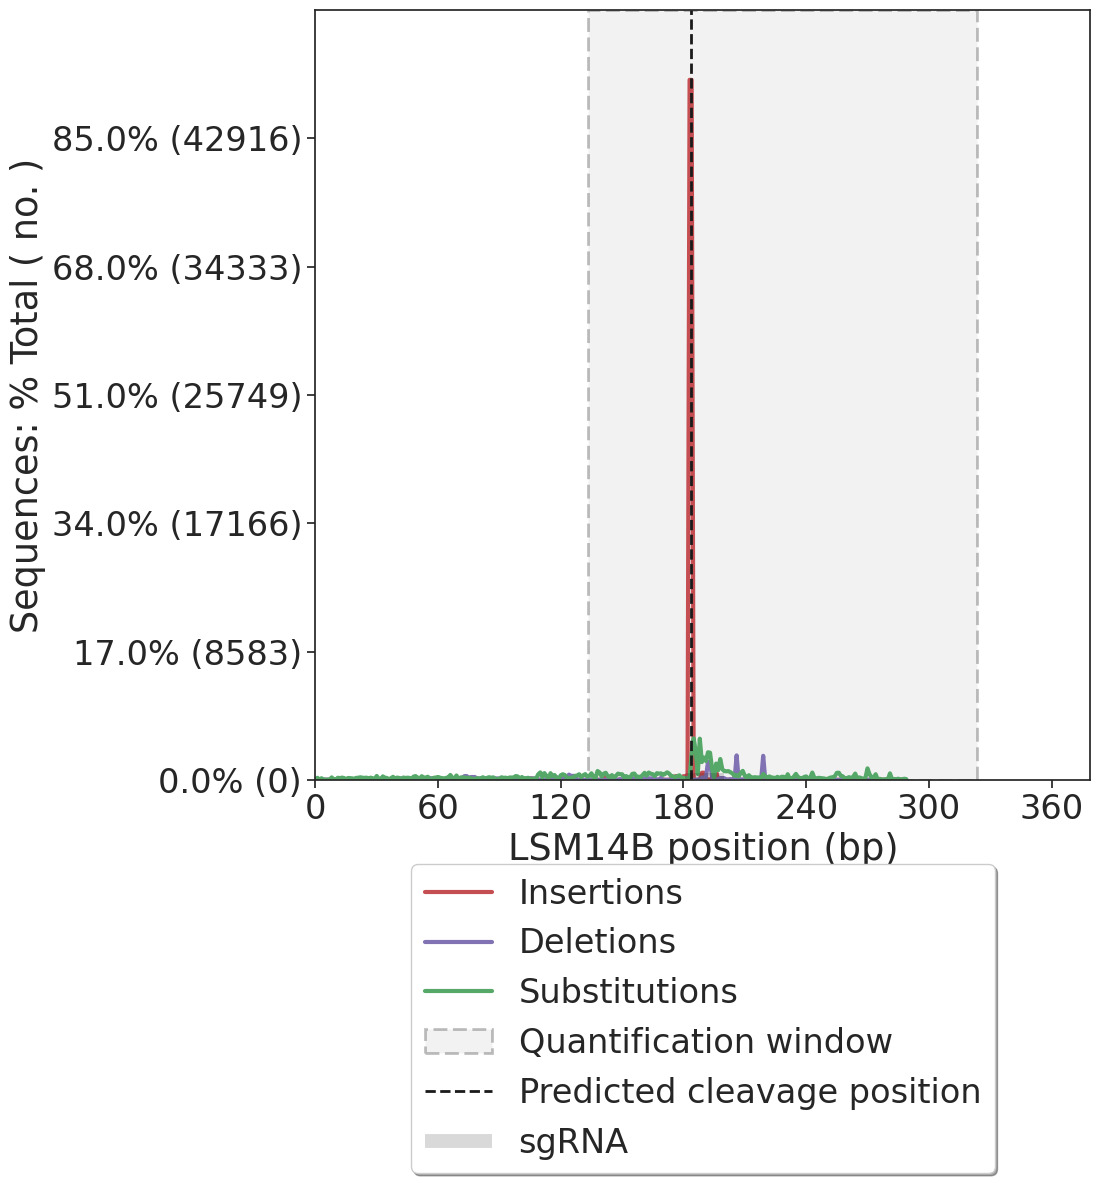 Sequences: % Total ( no. )
85.0% (42916)
68.0% (34333)
51.0% (25749)
34.0% (17166)
17.0% (8583)
0.0% (0)
0 60 120 180 240 300 360
LSM14B position (bp)
Insertions
Deletions
Substitutions
Quantification window
Predicted cleavage position
sgRNA